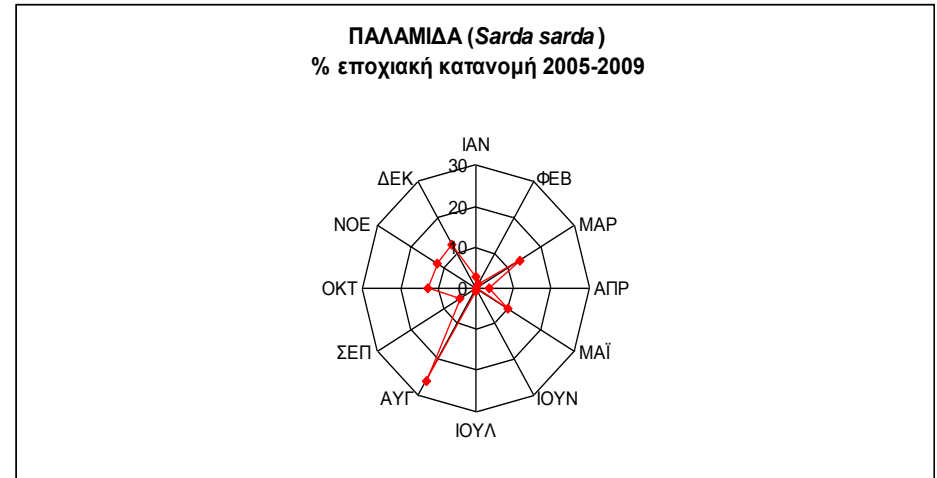 ΠΑΛΑΜΙΔΑ (Sarda sarda)
% εποχιακή κατανομή 2005-2009
ΙΑΝ
ΦΕΒ
ΜΑΡ
ΑΠΡ
ΜΑΪ
ΙΟΥΝ
ΙΟΥΛ
ΑΥΓ
ΣΕΠ
ΟΚΤ
ΝΟΕ
ΔΕΚ
30
20
10
0